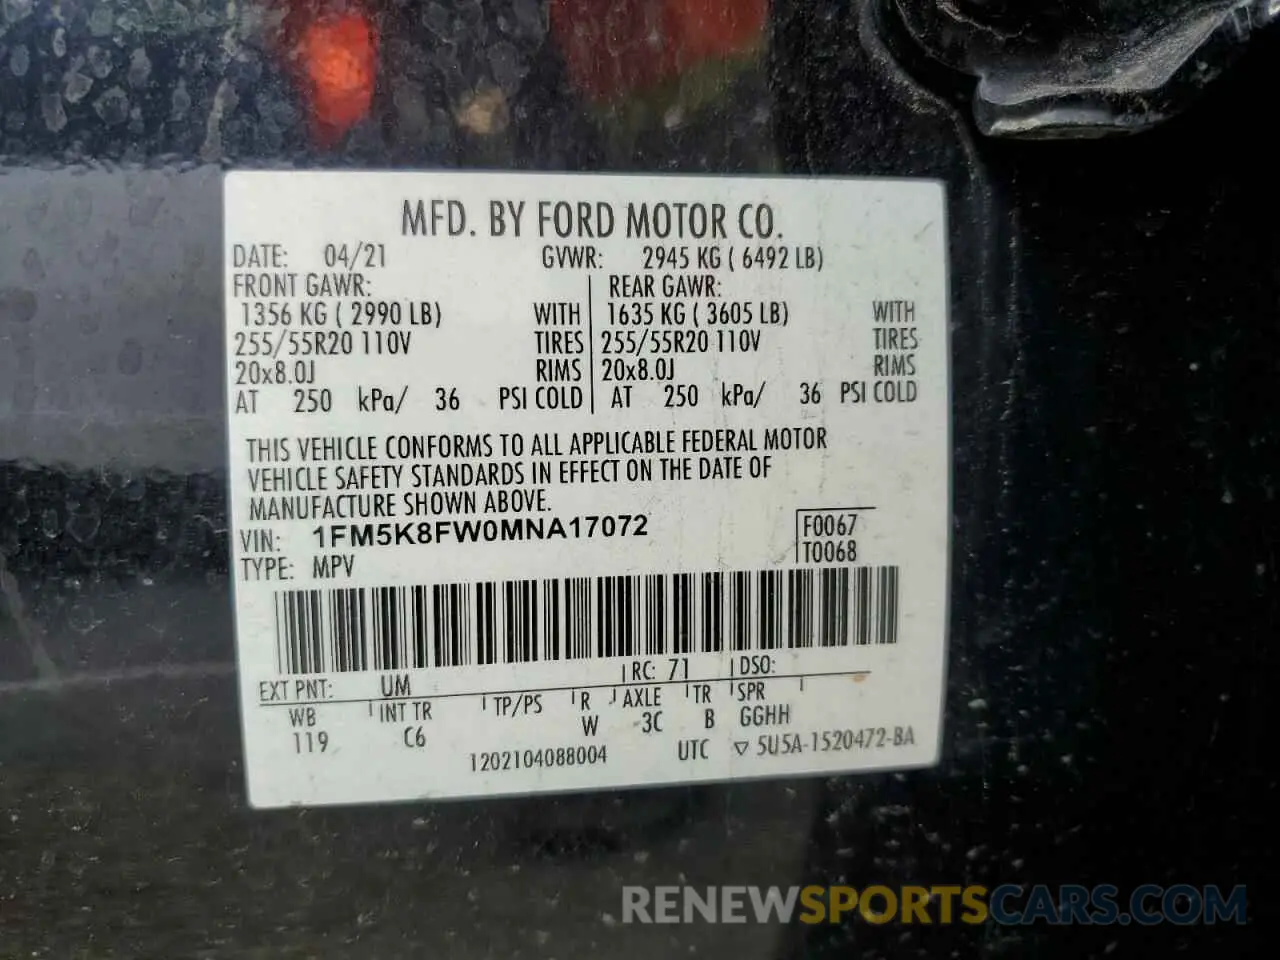 MFD. BY FORD MOTOR CO.
DATE: 04/21 GVWR: 2945 KG ( 6492 LB)
FRONT GAWR: REAR GAWR:
1356 KG ( 2990 LB) WITH 1635 KG ( 3605 LB) WITH
255/55R20 110V TIRES 255/55R20 110V TIRES
20x8.0J RIMS 20x8.0J RIMS
AT 250 kPa/ 36 PSI COLD AT 250 kPa/ 36 PSI COLD
THIS VEHICLE CONFORMS TO ALL APPLICABLE FEDERAL MOTOR
VEHICLE SAFETY STANDARDS IN EFFECT ON THE DATE OF
MANUFACTURE SHOWN ABOVE.
VIN: 1FM5K8FW0MNA17072 F0067
TYPE: MPV T0068
EXT PNT: UM RC: 71 DSO:
WB INT TR TP/PS R AXLE TR SPR
119 C6 W 3C B GGHH
1202104088004 UTC ▽ 5U5A-1520472-BA
RENEWSPORTSCARS.COM